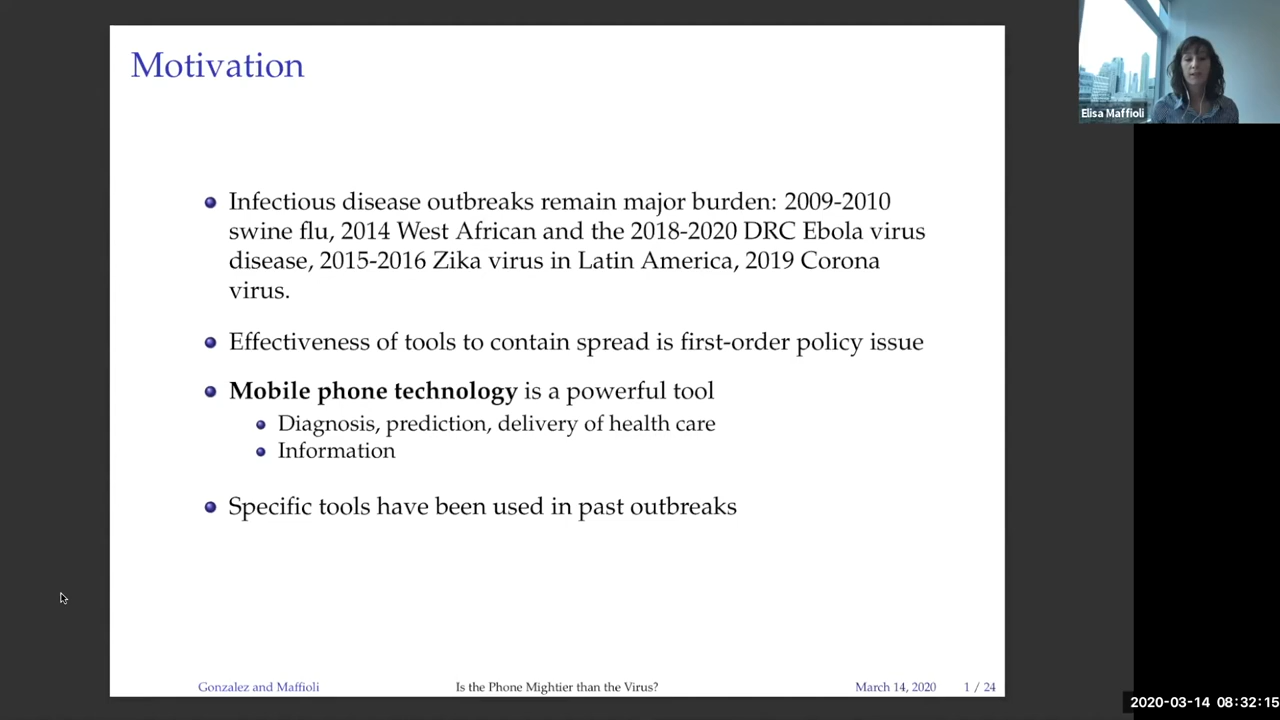 Motivation
Infectious disease outbreaks remain major burden: 2009-2010
swine flu, 2014 West African and the 2018-2020 DRC Ebola virus
disease, 2015-2016 Zika virus in Latin America, 2019 Corona
virus.
Effectiveness of tools to contain spread is first-order policy issue
Mobile phone technology is a powerful tool
Diagnosis, prediction, delivery of health care
Information
Specific tools have been used in past outbreaks
Gonzalez and Maffioli Is the Phone Mightier than the Virus? March 14, 2020 1 / 24
Elisa Maffioli
2020-03-14 08:32:15